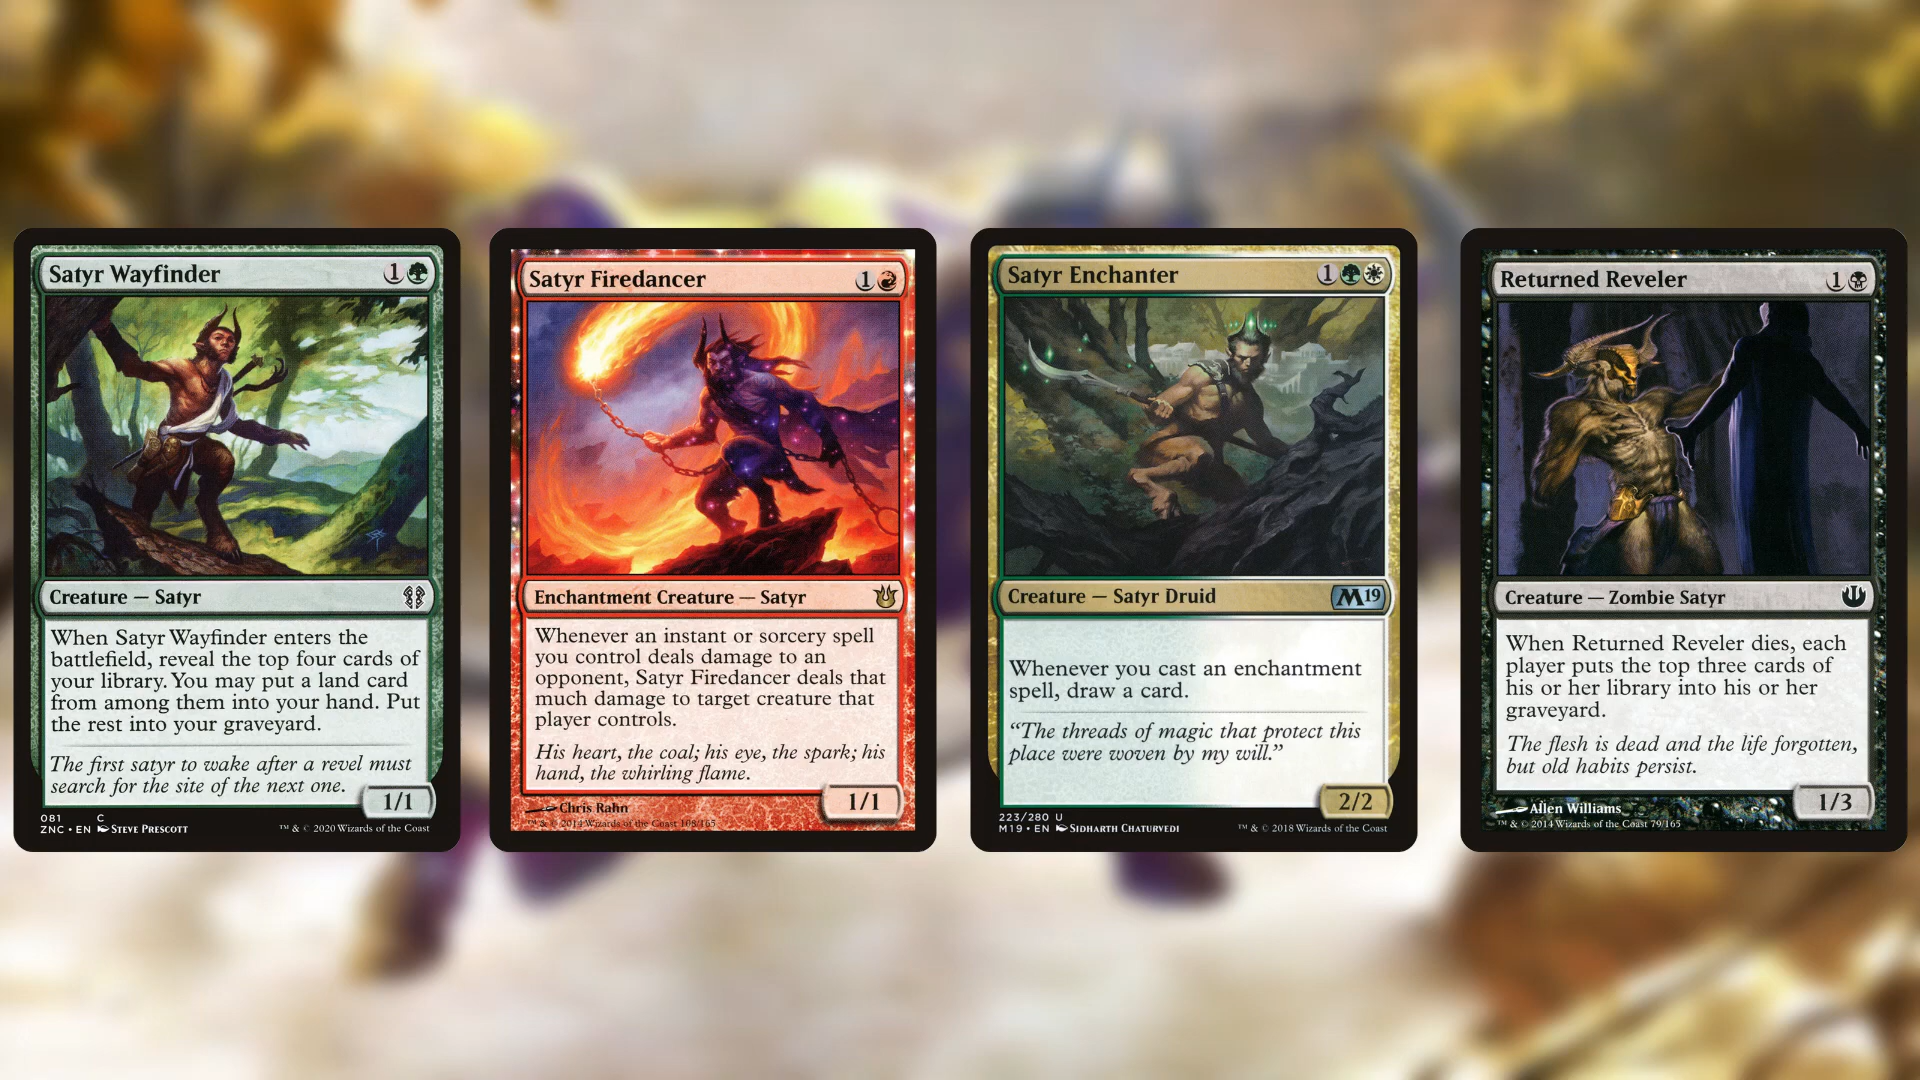 Satyr Wayfinder 1
Creature — Satyr
When Satyr Wayfinder enters the
battlefield, reveal the top four cards of
your library. You may put a land card
from among them into your hand. Put
the rest into your graveyard.
The first satyr to wake after a revel must
search for the site of the next one.
1/1
081 C
ZNC • EN STEVE PRESCOTT
™ & © 2020 Wizards of the Coast
Satyr Firedancer 1
Enchantment Creature — Satyr
Whenever an instant or sorcery spell
you control deals damage to an
opponent, Satyr Firedancer deals that
much damage to target creature that
player controls.
His heart, the coal; his eye, the spark; his
hand, the whirling flame.
1/1
Chris Rahn
™ & © 2014 Wizards of the Coast 108/165
Satyr Enchanter 1
Creature — Satyr Druid M19
Whenever you cast an enchantment
spell, draw a card.
“The threads of magic that protect this
place were woven by my will.”
2/2
223/280 U
M19 • EN SIDHARTH CHATURVEDI
™ & © 2018 Wizards of the Coast
Returned Reveler 1
Creature — Zombie Satyr
When Returned Reveler dies, each
player puts the top three cards of
his or her library into his or her
graveyard.
The flesh is dead and the life forgotten,
but old habits persist.
1/3
Allen Williams
™ & © 2014 Wizards of the Coast 79/165